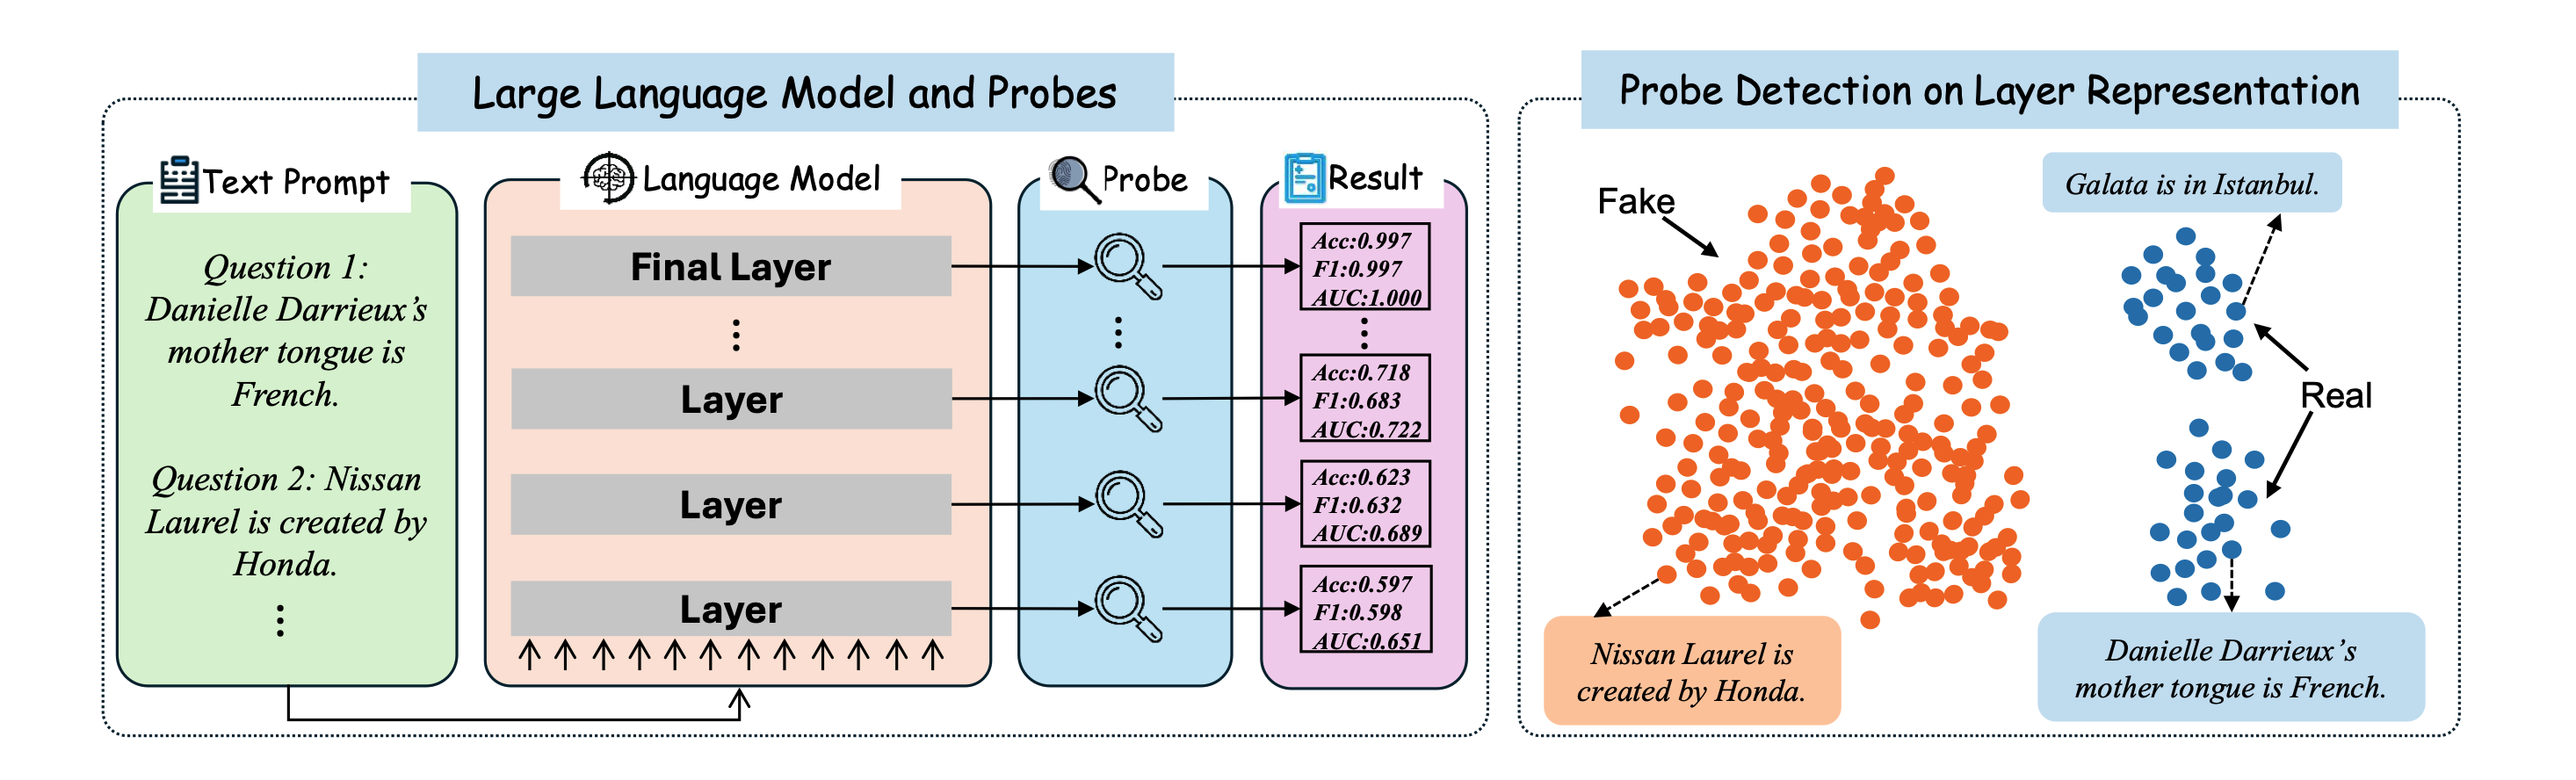 Large Language Model and Probes
Text Prompt
Question 1:
Danielle Darrieux’s
mother tongue is
French.
Question 2: Nissan
Laurel is created by
Honda.
Language Model
Final Layer
Layer
Layer
Layer
Probe
Result
Acc:0.997
F1:0.997
AUC:1.000
Acc:0.718
F1:0.683
AUC:0.722
Acc:0.623
F1:0.632
AUC:0.689
Acc:0.597
F1:0.598
AUC:0.651
Probe Detection on Layer Representation
Fake
Galata is in Istanbul.
Real
Nissan Laurel is
created by Honda.
Danielle Darrieux’s
mother tongue is French.